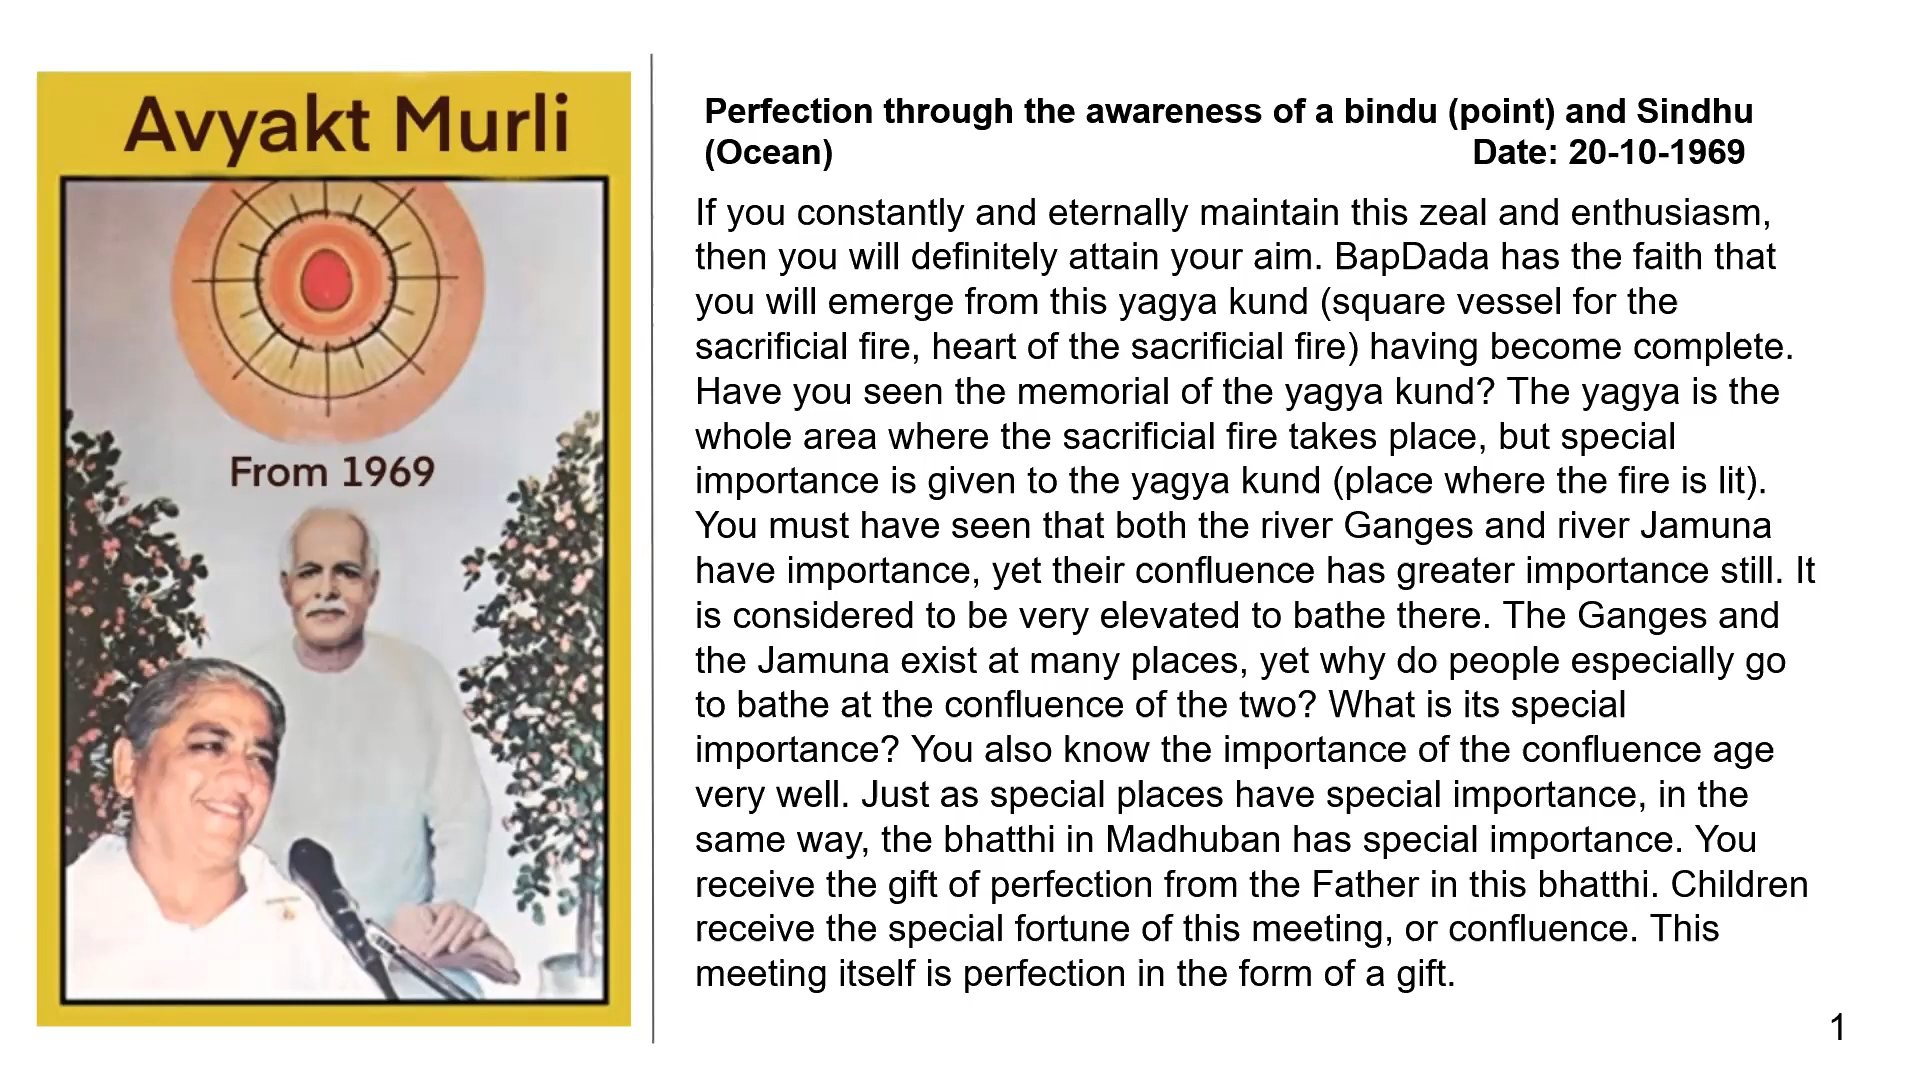 Avyakt Murli
From 1969
Perfection through the awareness of a bindu (point) and Sindhu
(Ocean) Date: 20-10-1969
If you constantly and eternally maintain this zeal and enthusiasm,
then you will definitely attain your aim. BapDada has the faith that
you will emerge from this yagya kund (square vessel for the
sacrificial fire, heart of the sacrificial fire) having become complete.
Have you seen the memorial of the yagya kund? The yagya is the
whole area where the sacrificial fire takes place, but special
importance is given to the yagya kund (place where the fire is lit).
You must have seen that both the river Ganges and river Jamuna
have importance, yet their confluence has greater importance still. It
is considered to be very elevated to bathe there. The Ganges and
the Jamuna exist at many places, yet why do people especially go
to bathe at the confluence of the two? What is its special
importance? You also know the importance of the confluence age
very well. Just as special places have special importance, in the
same way, the bhatthi in Madhuban has special importance. You
receive the gift of perfection from the Father in this bhatthi. Children
receive the special fortune of this meeting, or confluence. This
meeting itself is perfection in the form of a gift.
1